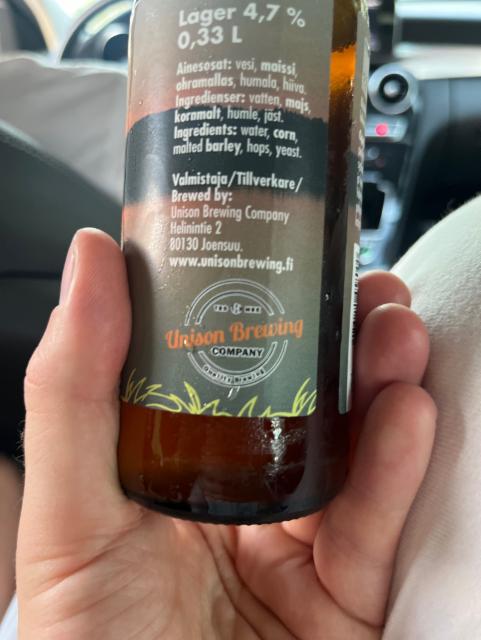 Lager 4,7 %
0,33 L
Ainesosat: vesi, maissi,
ohramallas, humala, hiiva.
Ingredienser: vatten, majs,
kornmalt, humle, jäst.
Ingredients: water, corn,
malted barley, hops, yeast.
Valmistaja/Tillverkare/
Brewed by:
Unison Brewing Company
Helinintie 2
80130 Joensuu.
www.unisonbrewing.fi
Unison Brewing
COMPANY